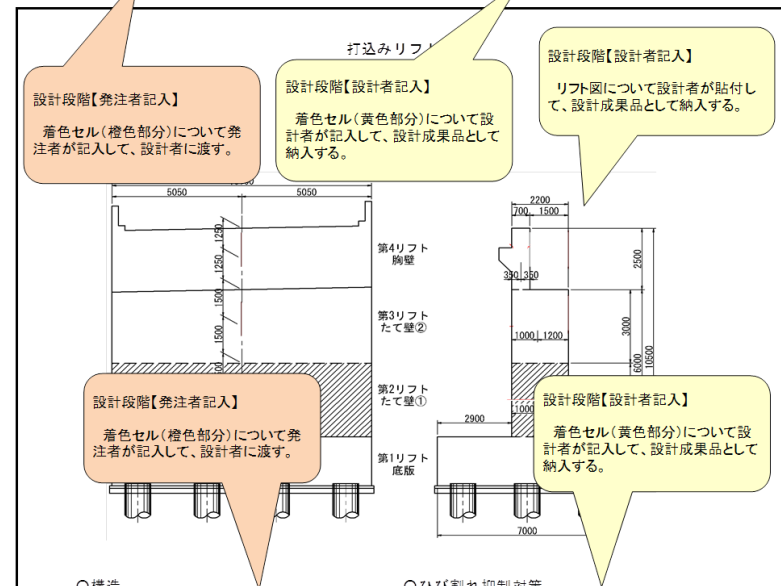 打込みリフト
設計段階【発注者記入】
着色セル(橙色部分)について発
注者が記入して、設計者に渡す。
設計段階【設計者記入】
着色セル(黄色部分)について設
計者が記入して、設計成果品として
納入する。
設計段階【設計者記入】
リフト図について設計者が貼付し
て、設計成果品として納入する。
5050
5050
2200
700
1500
1250
1250
1500
1500
第4リフト
胸壁
第3リフト
たて壁②
第2リフト
たて壁①
第1リフト
底版
350
350
2500
3000
6000
10500
1000
1200
1000
2900
7000
設計段階【発注者記入】
着色セル(橙色部分)について発
注者が記入して、設計者に渡す。
設計段階【設計者記入】
着色セル(黄色部分)について設
計者が記入して、設計成果品として
納入する。
○構造
○ひび割れ抑制対策